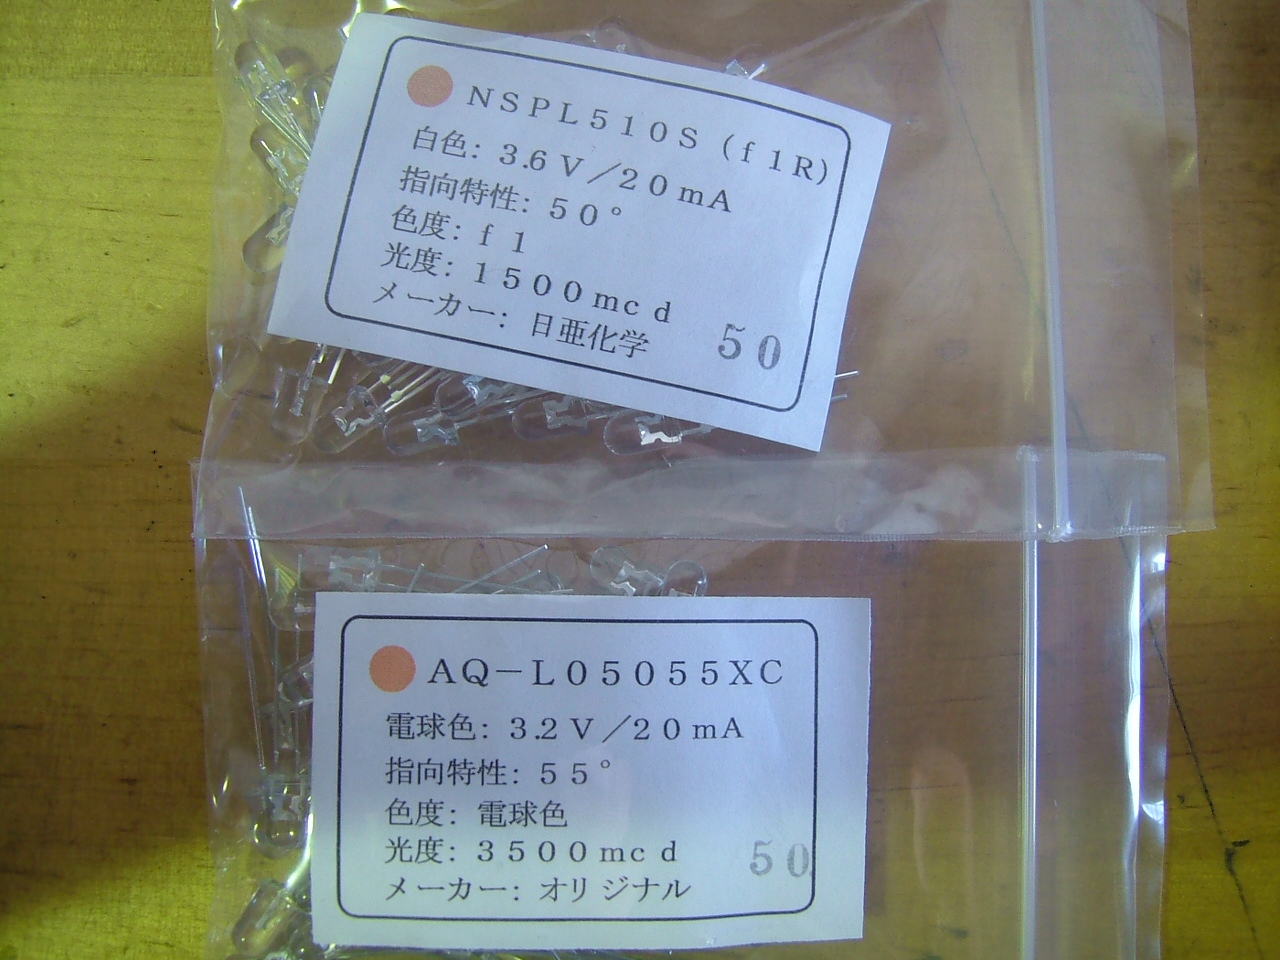 NSPL510S (f1R)
白色: 3.6V/20mA
指向特性: 50°
色度: f1
光度: 1500mcd
メーカー: 日亜化学
50
AQ-L05055XC
電球色: 3.2V/20mA
指向特性: 55°
色度: 電球色
光度: 3500mcd
メーカー: オリジナル
50